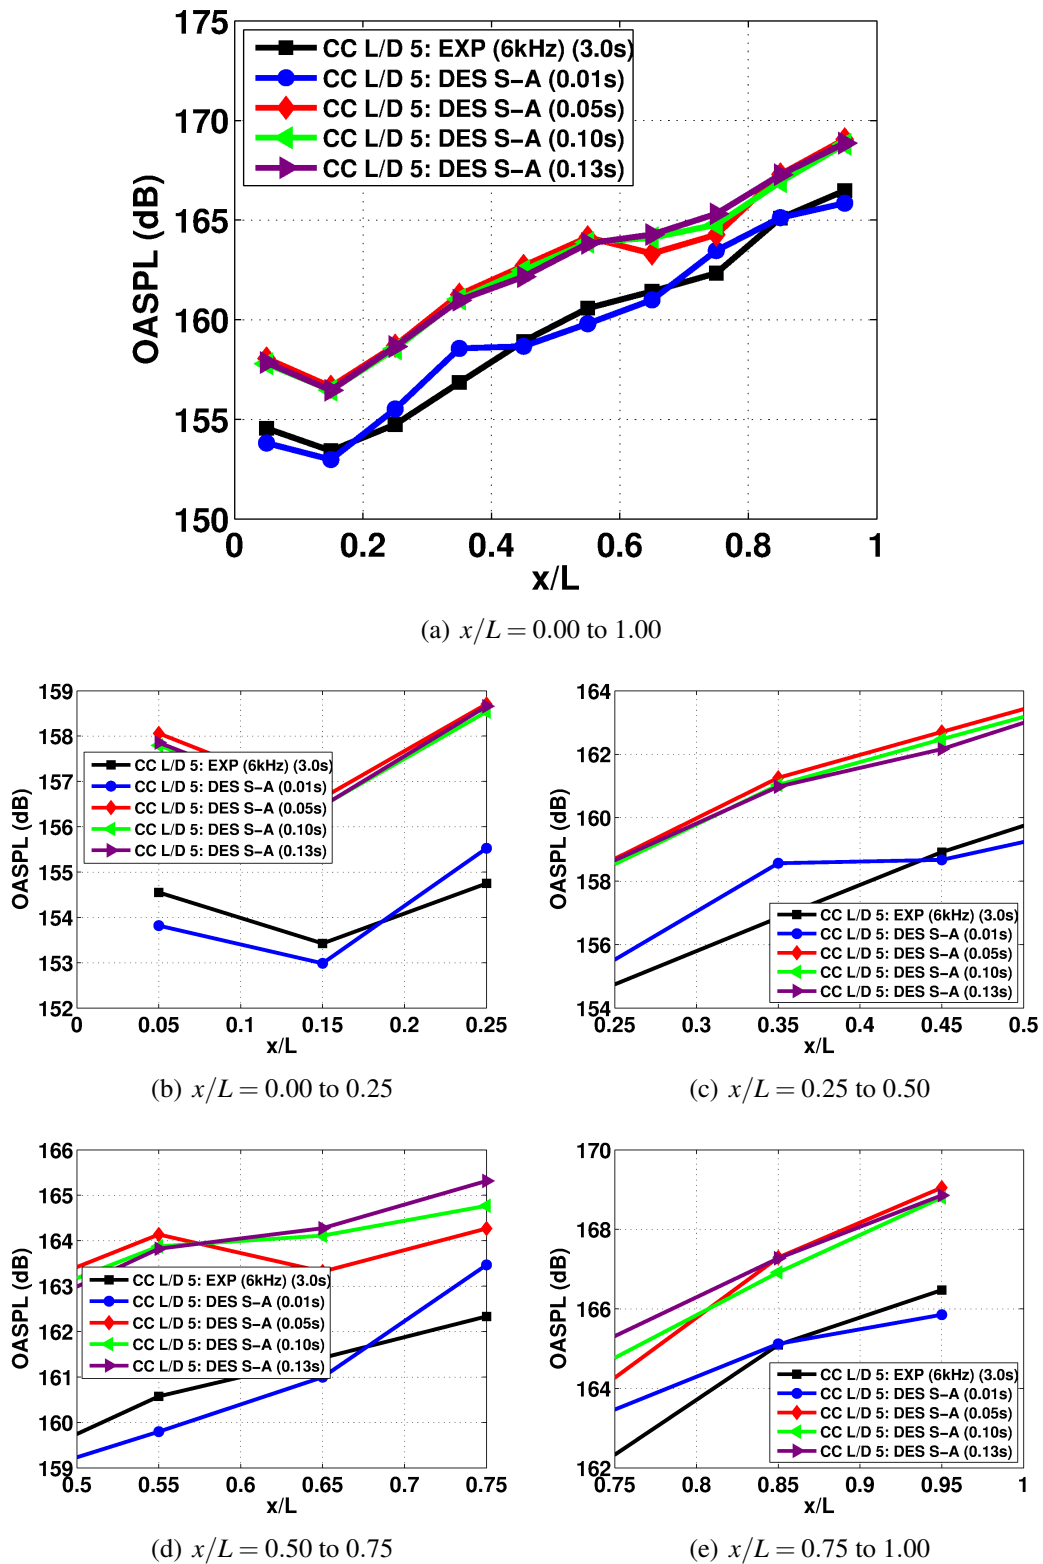 175
170
165
160
155
150
OASPL (dB)
CC L/D 5: EXP (6kHz) (3.0s)
CC L/D 5: DES S−A (0.01s)
CC L/D 5: DES S−A (0.05s)
CC L/D 5: DES S−A (0.10s)
CC L/D 5: DES S−A (0.13s)
0 0.2 0.4 0.6 0.8 1
x/L
(a) x/L = 0.00 to 1.00
159
158
157
156
155
154
153
152
OASPL (dB)
CC L/D 5: EXP (6kHz) (3.0s)
CC L/D 5: DES S−A (0.01s)
CC L/D 5: DES S−A (0.05s)
CC L/D 5: DES S−A (0.10s)
CC L/D 5: DES S−A (0.13s)
0 0.05 0.1 0.15 0.2 0.25
x/L
(b) x/L = 0.00 to 0.25
164
162
160
158
156
154
OASPL (dB)
CC L/D 5: EXP (6kHz) (3.0s)
CC L/D 5: DES S−A (0.01s)
CC L/D 5: DES S−A (0.05s)
CC L/D 5: DES S−A (0.10s)
CC L/D 5: DES S−A (0.13s)
0.25 0.3 0.35 0.4 0.45 0.5
x/L
(c) x/L = 0.25 to 0.50
166
165
164
163
162
161
160
159
OASPL (dB)
CC L/D 5: EXP (6kHz) (3.0s)
CC L/D 5: DES S−A (0.01s)
CC L/D 5: DES S−A (0.05s)
CC L/D 5: DES S−A (0.10s)
CC L/D 5: DES S−A (0.13s)
0.5 0.55 0.6 0.65 0.7 0.75
x/L
(d) x/L = 0.50 to 0.75
170
168
166
164
162
OASPL (dB)
CC L/D 5: EXP (6kHz) (3.0s)
CC L/D 5: DES S−A (0.01s)
CC L/D 5: DES S−A (0.05s)
CC L/D 5: DES S−A (0.10s)
CC L/D 5: DES S−A (0.13s)
0.75 0.8 0.85 0.9 0.95 1
x/L
(e) x/L = 0.75 to 1.00